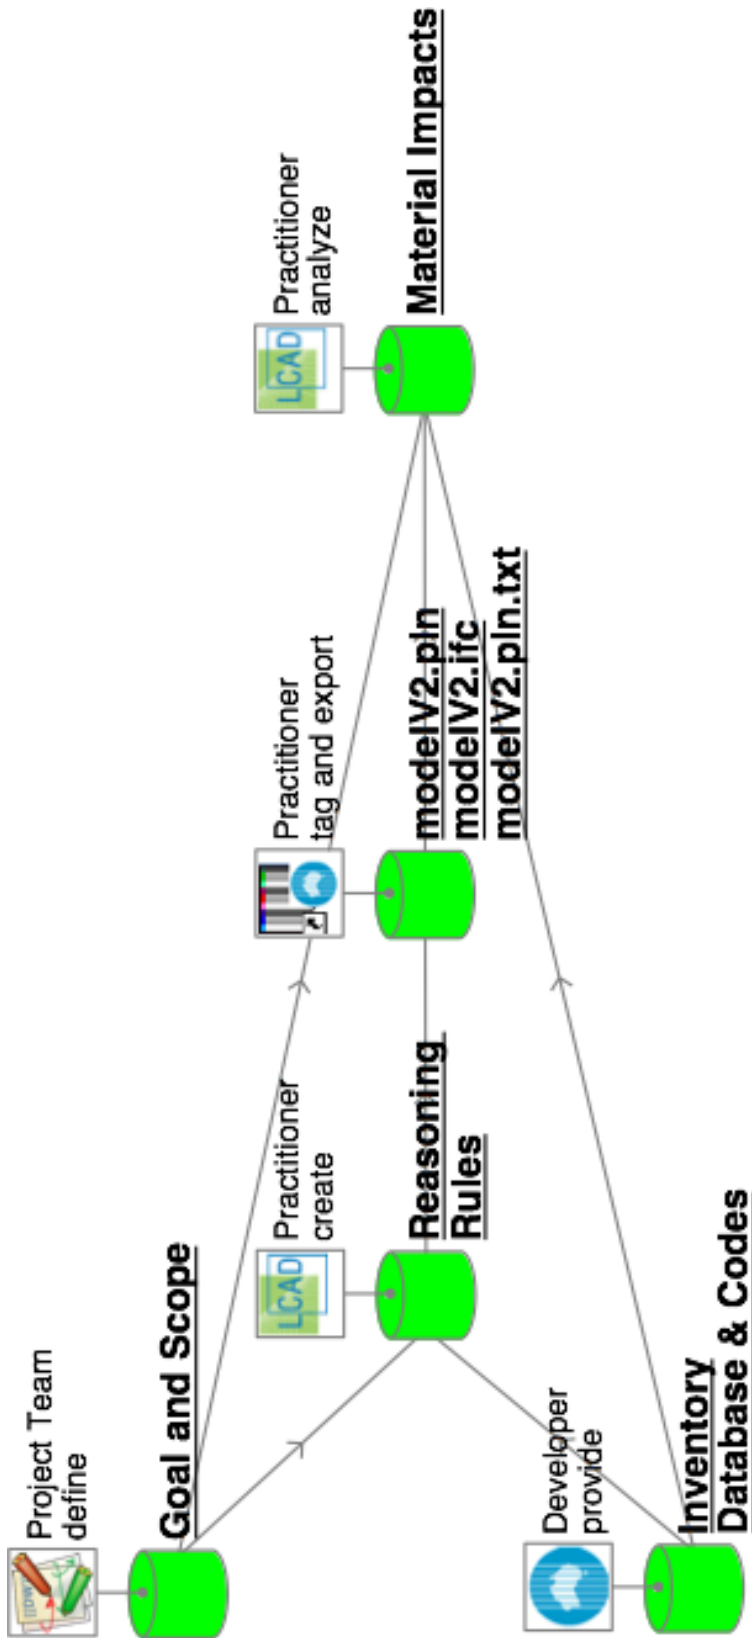 Project Team
define
Goal and Scope
Developer
provide
Inventory
Database & Codes
LCAD
Practitioner
create
Reasoning
Rules
Practitioner
tag and export
modelV2.pln
modelV2.ifc
modelV2.pln.txt
LCAD
Practitioner
analyze
Material Impacts